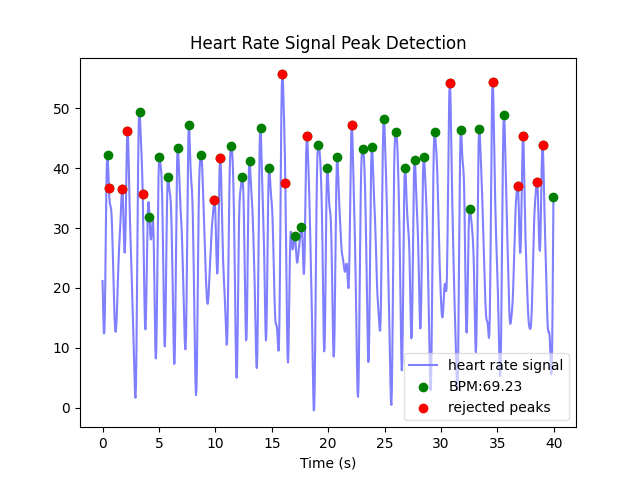 Heart Rate Signal Peak Detection
50
40
30
20
10
0
heart rate signal
BPM:69.23
rejected peaks
0 5 10 15 20 25 30 35 40
Time (s)